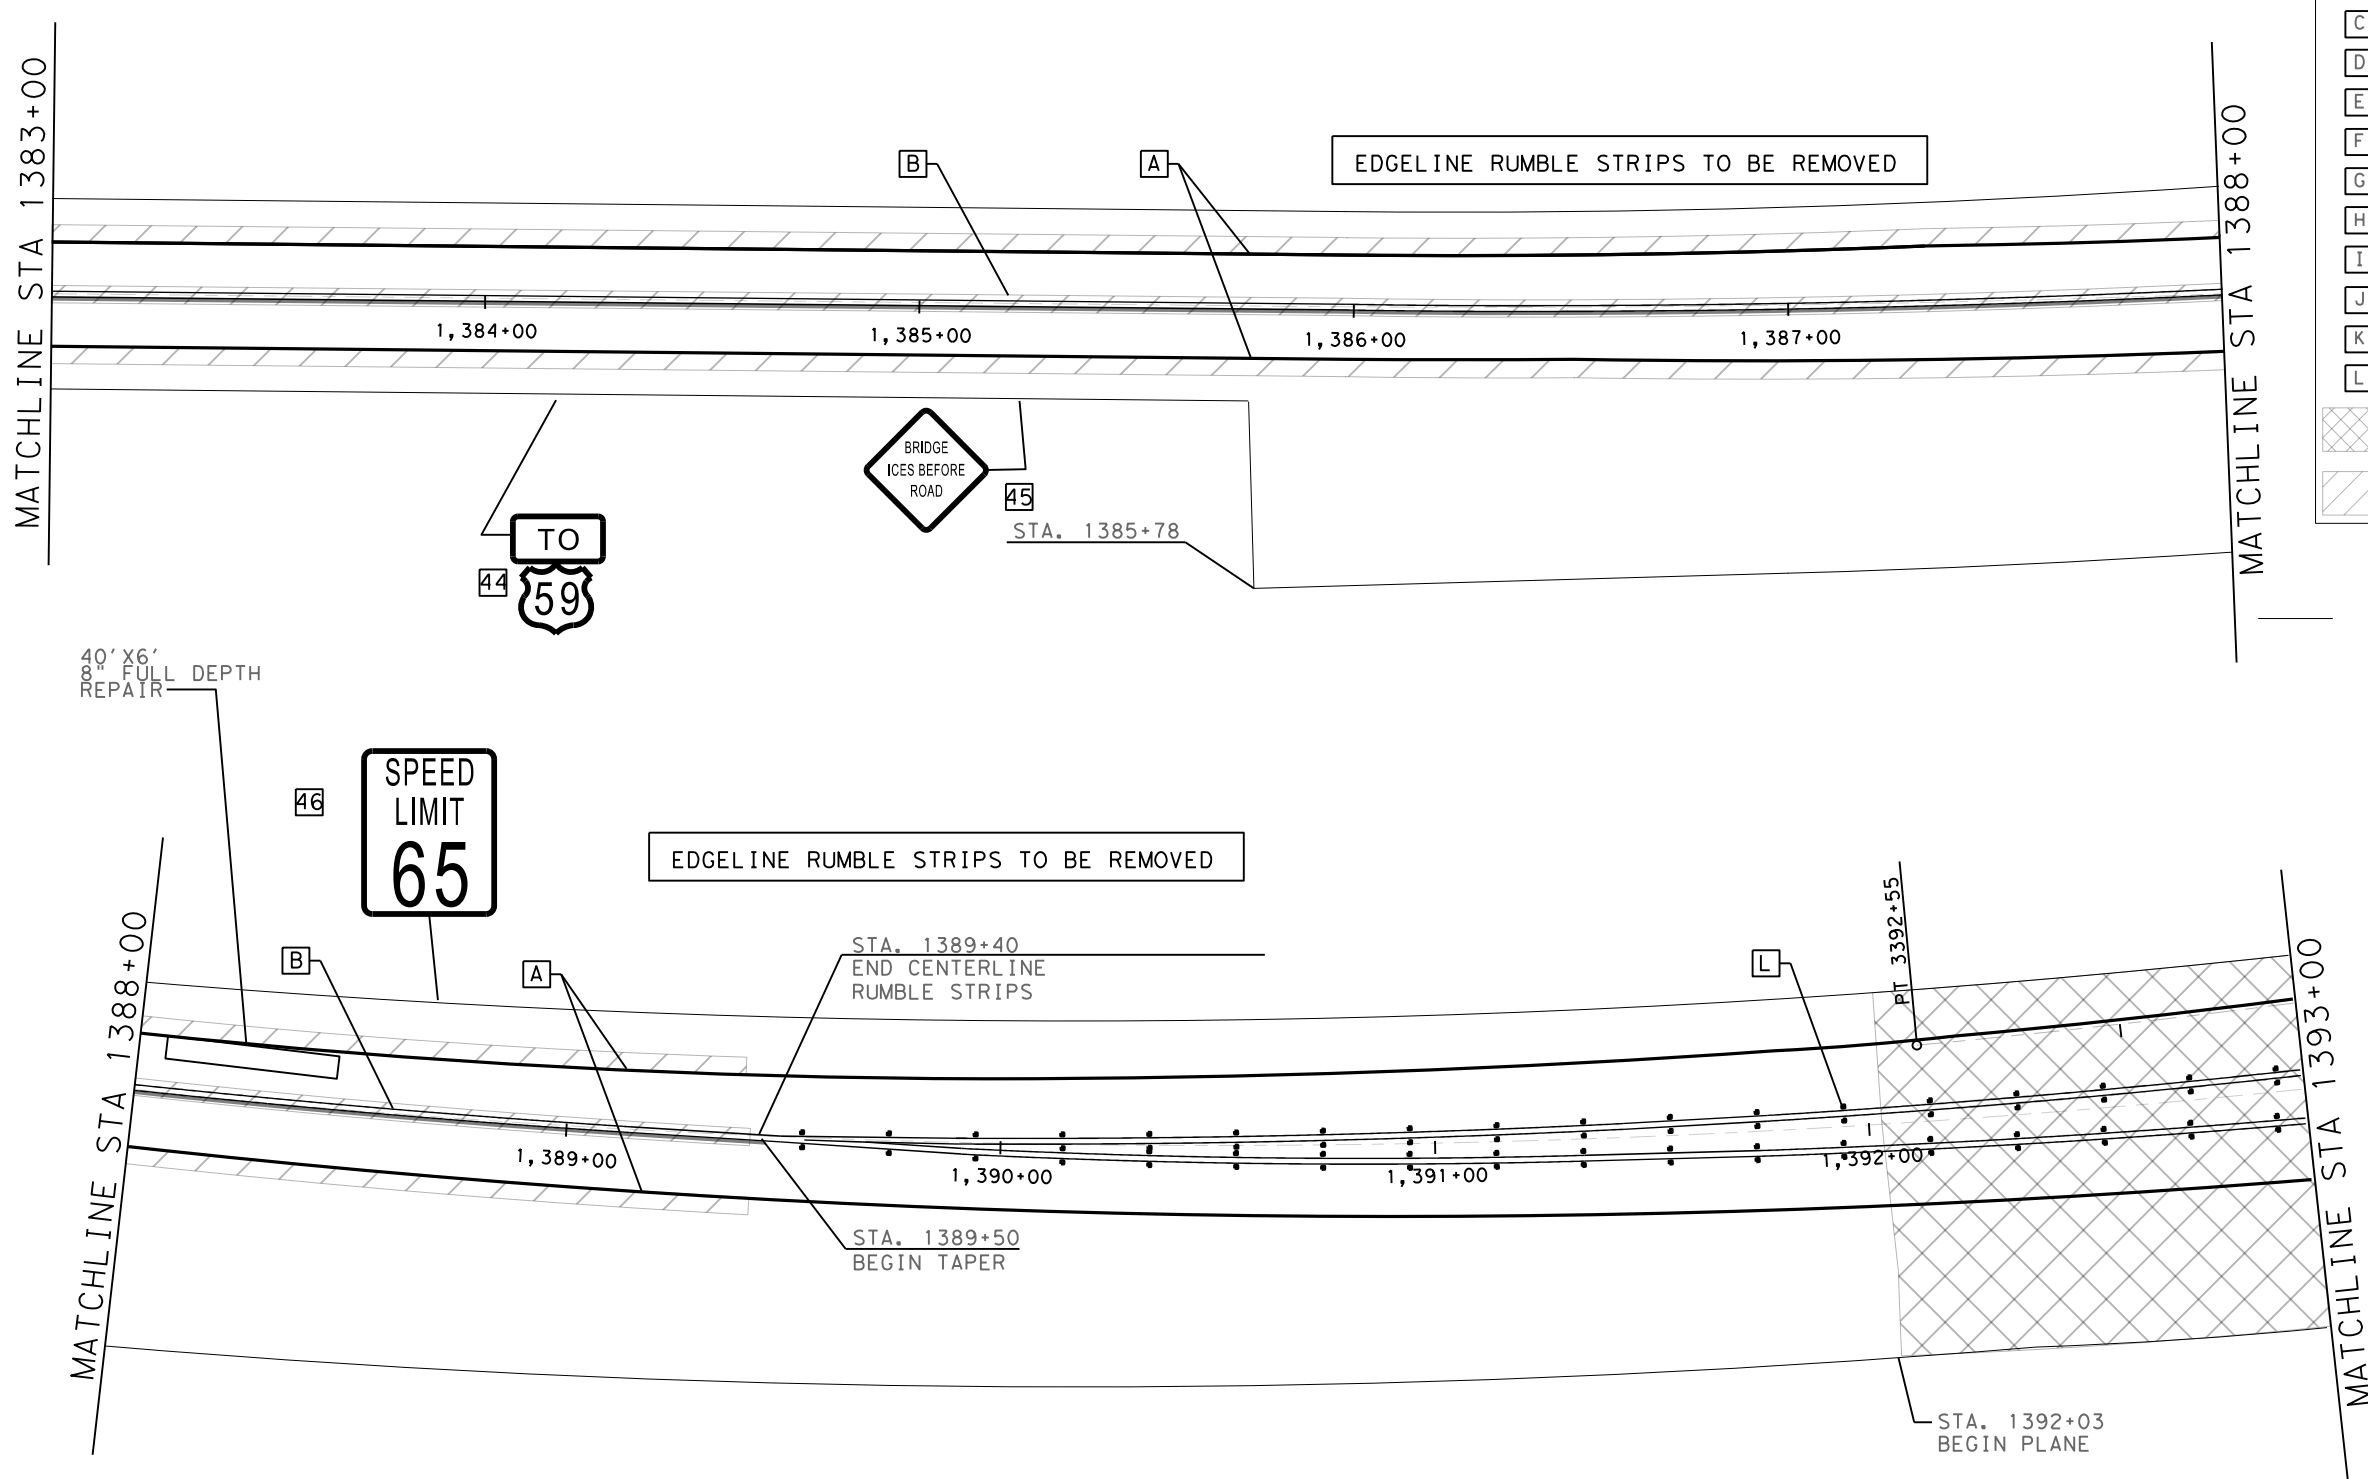 MATCHLINE STA 1383+00
B
A
EDGELINE RUMBLE STRIPS TO BE REMOVED
MATCHLINE STA 1388+00
C
D
E
F
G
H
I
J
K
L
1,384+00
1,385+00
1,386+00
1,387+00
BRIDGE
ICES BEFORE
ROAD
45
STA. 1385+78
TO
44
59
40'X6'
8" FULL DEPTH
REPAIR
46
SPEED
LIMIT
65
EDGELINE RUMBLE STRIPS TO BE REMOVED
MATCHLINE STA 1388+00
B
A
STA. 1389+40
END CENTERLINE
RUMBLE STRIPS
L
PT 3392+55
MATCHLINE STA 1393+00
1,389+00
1,390+00
1,391+00
1,392+00
STA. 1389+50
BEGIN TAPER
STA. 1392+03
BEGIN PLANE